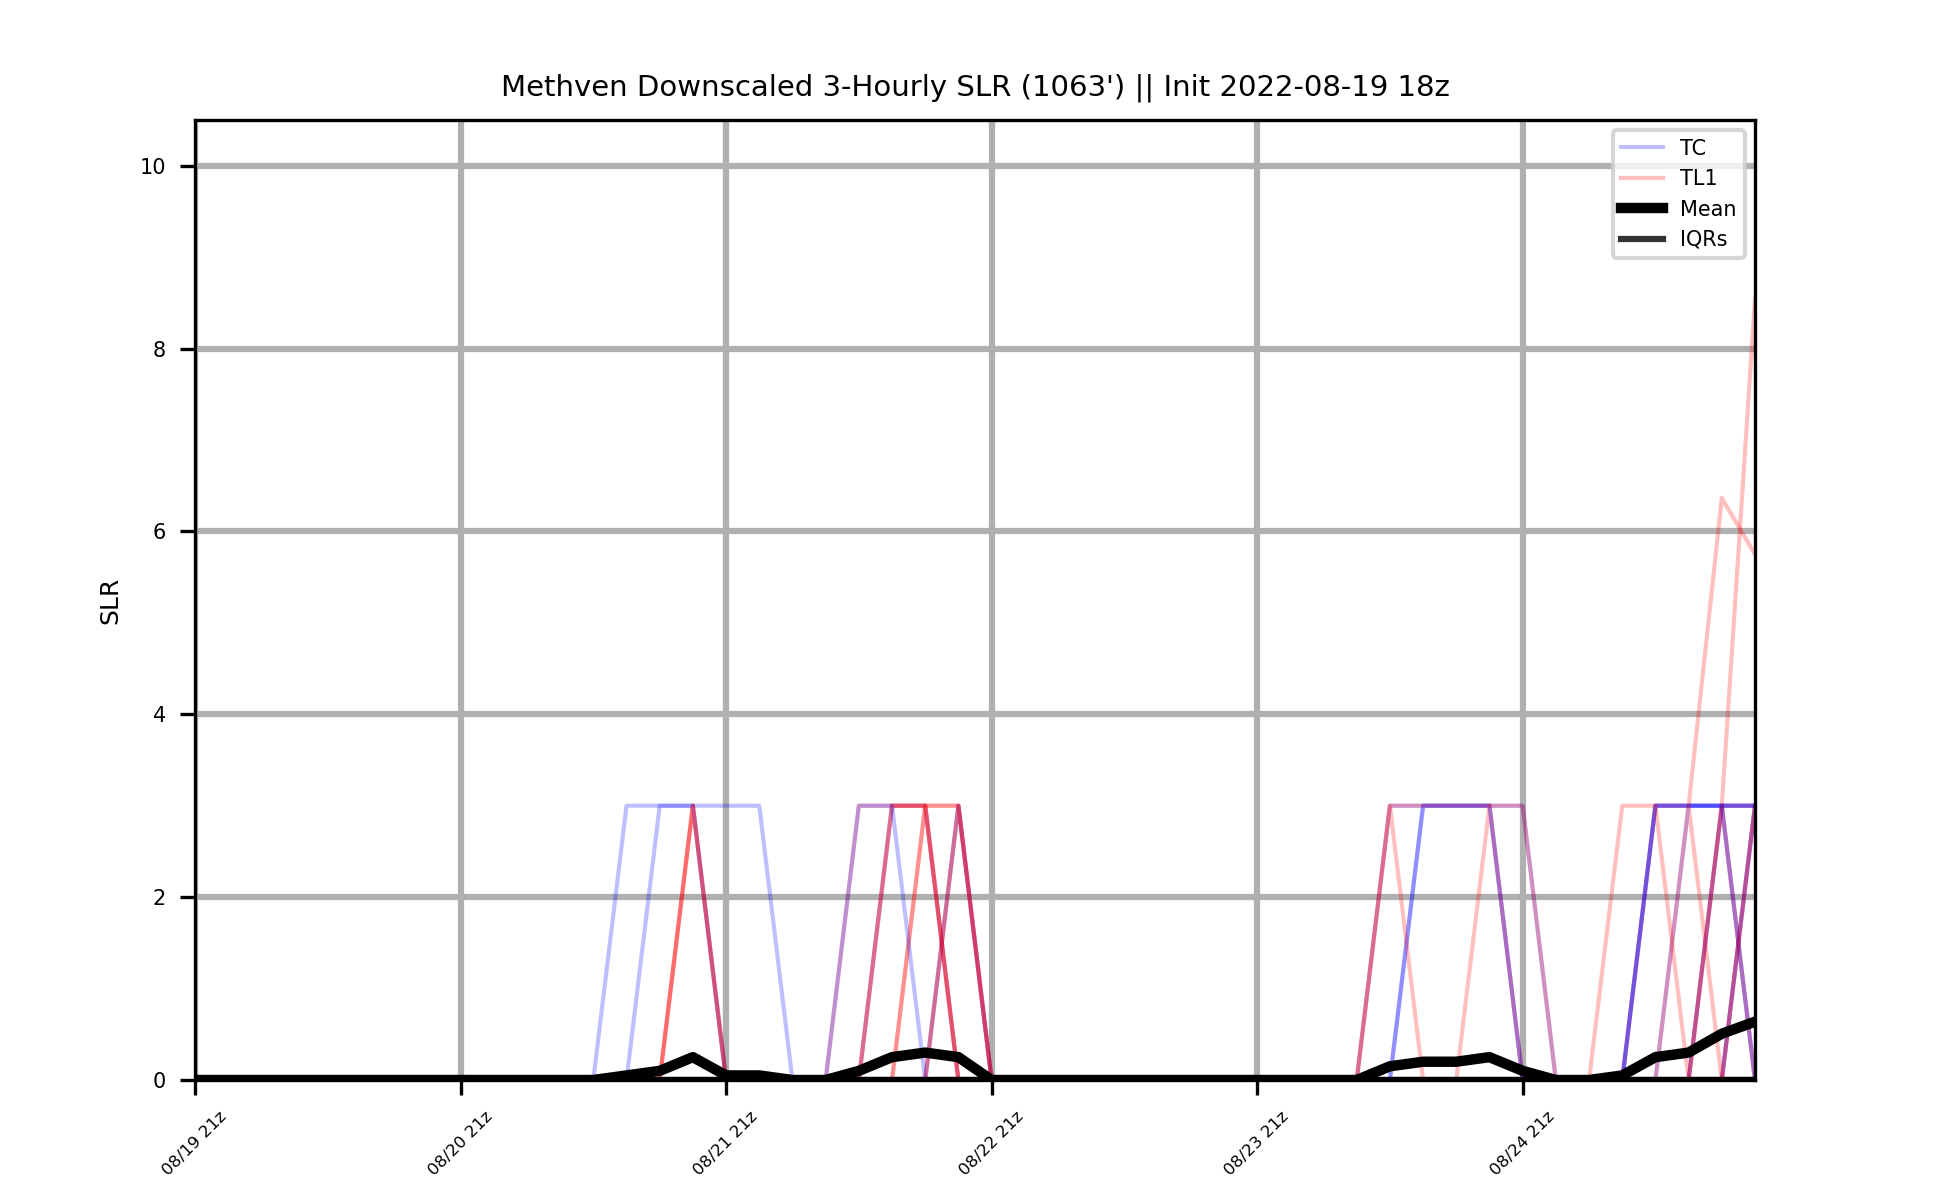 Methven Downscaled 3-Hourly SLR (1063') || Init 2022-08-19 18z
TC
TL1
Mean
IQRs
10
8
6
4
2
0
SLR
08/19 21z
08/20 21z
08/21 21z
08/22 21z
08/23 21z
08/24 21z